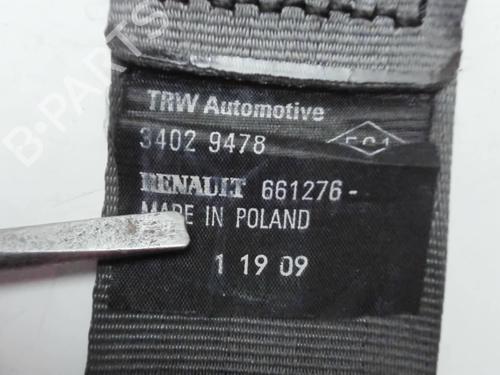 B-PARTS
TRW Automotive
3402 9478
RENAULT 661276-
MADE IN POLAND
1 19 09